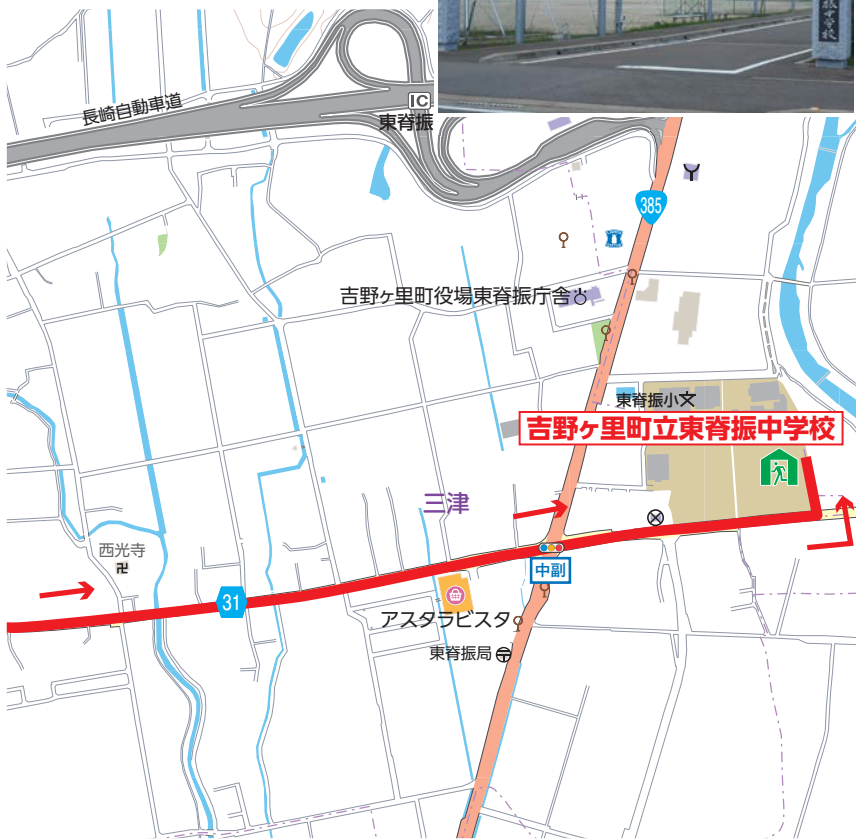 長崎自動車道
IC
東脊振
385
吉野ヶ里町役場東脊振庁舎
東脊振小
文
吉野ヶ里町立東脊振中学校
三津
西光寺
中副
31
アスタラビスタ
東脊振局